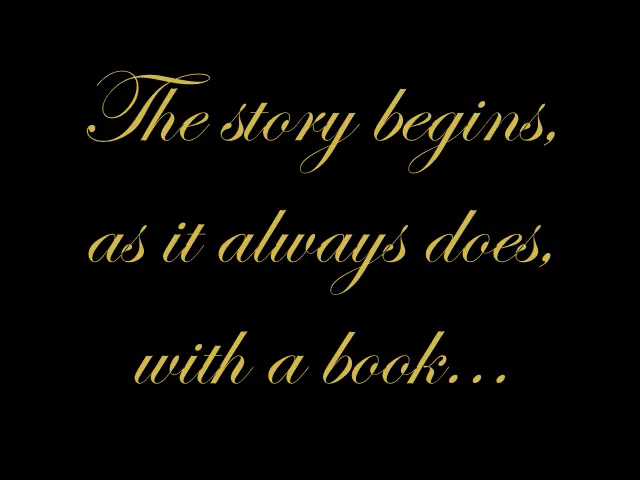 The story begins,
as it always does,
with a book...